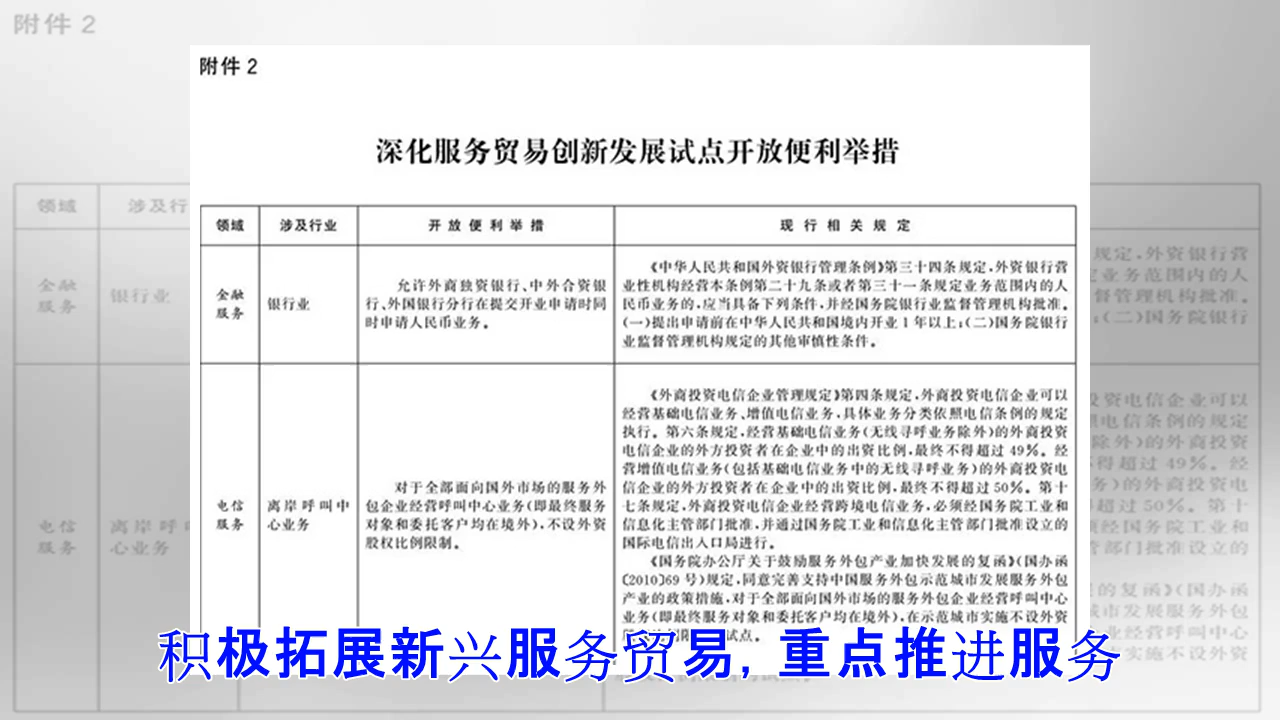 附件 2
附件 2
深化服务贸易创新发展试点开放便利举措
领域 涉及行业 开放便利举措 现行相关规定
金融
服务
银行业
允许外商独资银行、中外合资银
行、外国银行分行在提交开业申请时同
时申请人民币业务。
《中华人民共和国外资银行管理条例》第三十四条规定,外资银行营
业性机构经营本条例第二十九条或者第三十一条规定业务范围内的人
民币业务的,应当具备下列条件,并经国务院银行业监督管理机构批准。
(一)提出申请前在中华人民共和国境内开业 1 年以上;(二)国务院银行
业监督管理机构规定的其他审慎性条件。
电信
服务
离岸呼叫中
心业务
对于全部面向国外市场的服务外
包企业经营呼叫中心业务(即最终服务
对象和委托客户均在境外),不设外资
股权比例限制。
《外商投资电信企业管理规定》第四条规定,外商投资电信企业可以
经营基础电信业务、增值电信业务,具体业务分类依照电信条例的规定
执行。第六条规定,经营基础电信业务(无线寻呼业务除外)的外商投资
电信企业的外方投资者在企业中的出资比例,最终不得超过 49%。经
营增值电信业务(包括基础电信业务中的无线寻呼业务)的外商投资电
信企业的外方投资者在企业中的出资比例,最终不得超过 50%。第十
七条规定,外商投资电信企业经营跨境电信业务,必须经国务院工业和
信息化主管部门批准,并通过国务院工业和信息化主管部门批准设立的
国际电信出入口局进行。
《国务院办公厅关于鼓励服务外包产业加快发展的复函》(国办函
〔2010〕69 号)规定,同意完善支持中国服务外包示范城市发展服务外包
产业的政策措施,对于全部面向国外市场的服务外包企业经营呼叫中心
业务(即最终服务对象和委托客户均在境外),在示范城市实施不设外资
试点。
积极拓展新兴服务贸易,重点推进服务